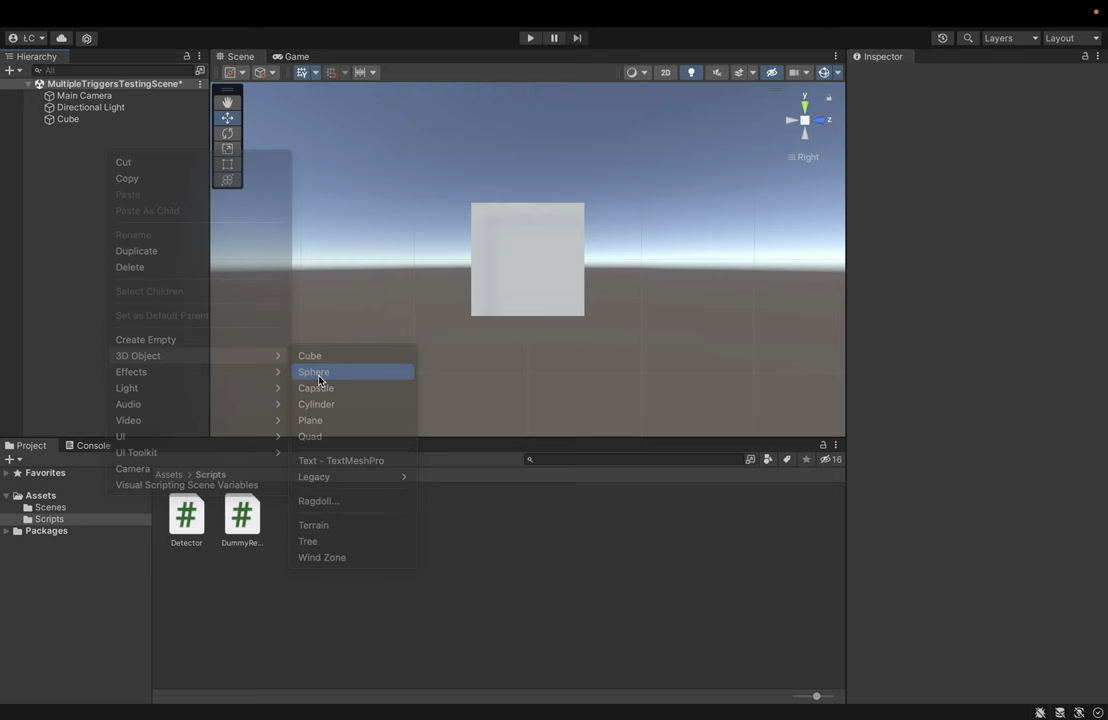 ŁC
Layers
Layout
Hierarchy
Scene
Game
Inspector
All
2D
MultipleTriggersTestingScene*
Main Camera
Directional Light
Cube
y
z
Right
Cut
Copy
Paste
Paste As Child
Rename
Duplicate
Delete
Select Children
Set as Default Parent
Create Empty
3D Object
Effects
Light
Audio
Video
UI
UI Toolkit
Camera
Visual Scripting Scene Variables
Cube
Sphere
Capsule
Cylinder
Plane
Quad
Text - TextMeshPro
Legacy
Ragdoll...
Terrain
Tree
Wind Zone
Project
Console
16
Favorites
Assets
Scenes
Scripts
Packages
Assets > Scripts
Detector
DummyRe...